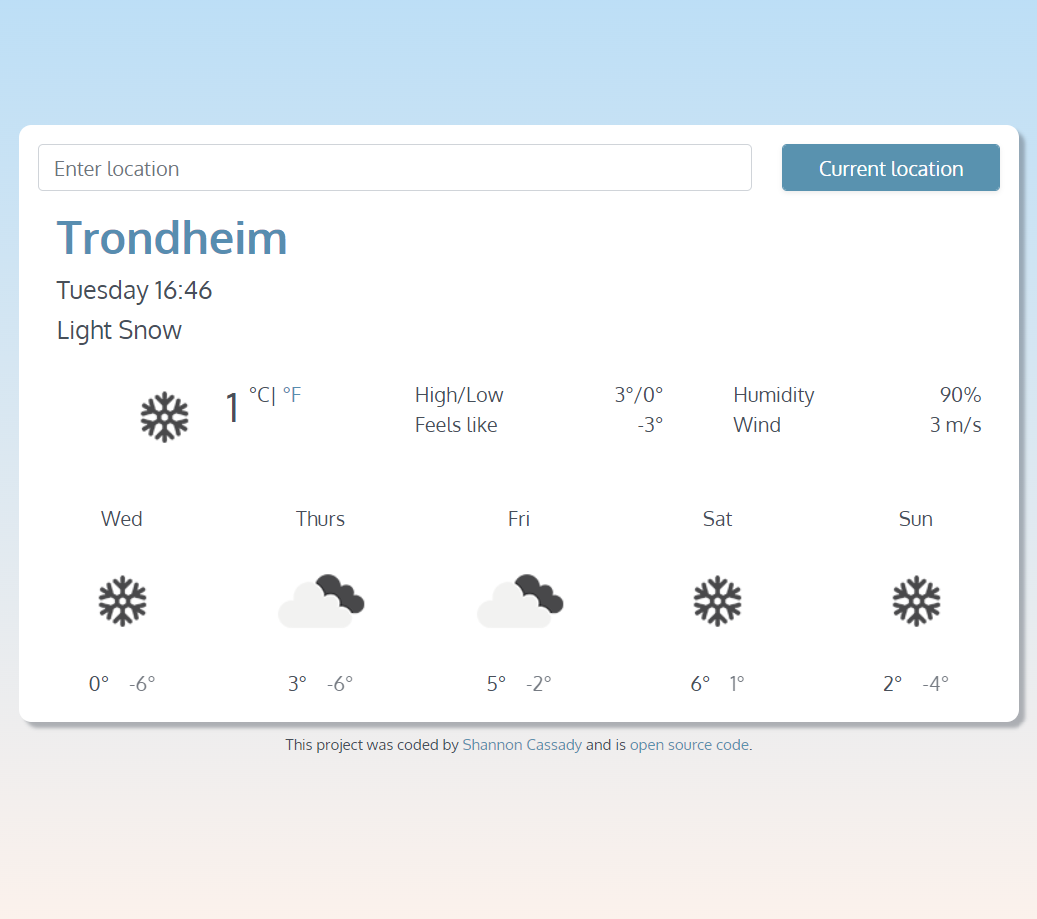 Enter location
Current location
Trondheim
Tuesday 16:46
Light Snow
1 °C| °F
High/Low 3°/0°
Feels like -3°
Humidity 90%
Wind 3 m/s
Wed Thurs Fri Sat Sun
0° -6° 3° -6° 5° -2° 6° 1° 2° -4°
This project was coded by Shannon Cassady and is open source code.